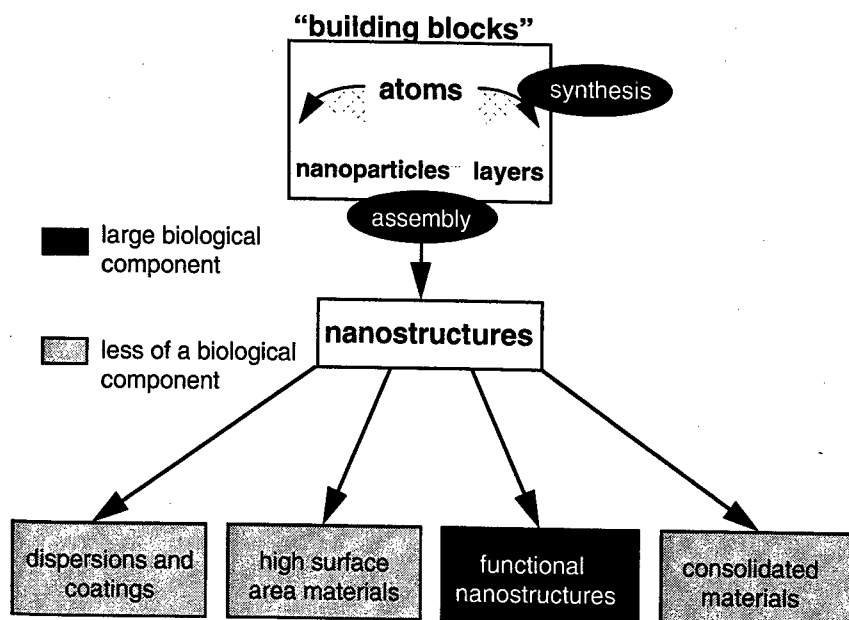 “building blocks”
atoms
synthesis
nanoparticles layers
assembly
large biological
component
nanostructures
less of a biological
component
dispersions and
coatings
high surface
area materials
functional
nanostructures
consolidated
materials